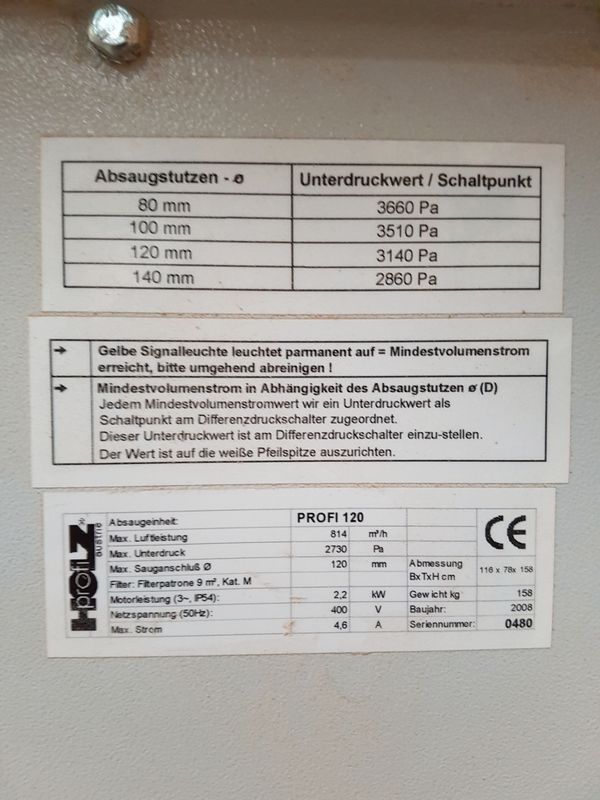 Absaugstutzen - ø Unterdruckwert / Schaltpunkt
80 mm 3660 Pa
100 mm 3510 Pa
120 mm 3140 Pa
140 mm 2860 Pa
→ Gelbe Signalleuchte leuchtet parmanent auf = Mindestvolumenstrom
erreicht, bitte umgehend abreinigen !
→ Mindestvolumenstrom in Abhängigkeit des Absaugstutzen ø (D)
Jedem Mindestvolumenstromwert wir ein Unterdruckwert als
Schaltpunkt am Differenzdruckschalter zugeordnet.
Dieser Unterdruckwert ist am Differenzdruckschalter einzu-stellen.
Der Wert ist auf die weiße Pfeilspitze auszurichten.
HOLZ profi austria
Absaugeinheit: PROFI 120 CE
Max. Luftleistung 814 m³/h
Max. Unterdruck 2730 Pa
Max. Sauganschluß Ø 120 mm Abmessung BxTxH cm 116 x 78x 158
Filter: Filterpatrone 9 m², Kat. M
Motorleistung (3~, IP54): 2,2 kW Gewicht kg 158
Netzspannung (50Hz): 400 V Baujahr: 2008
Max. Strom 4,6 A Seriennummer: 0480